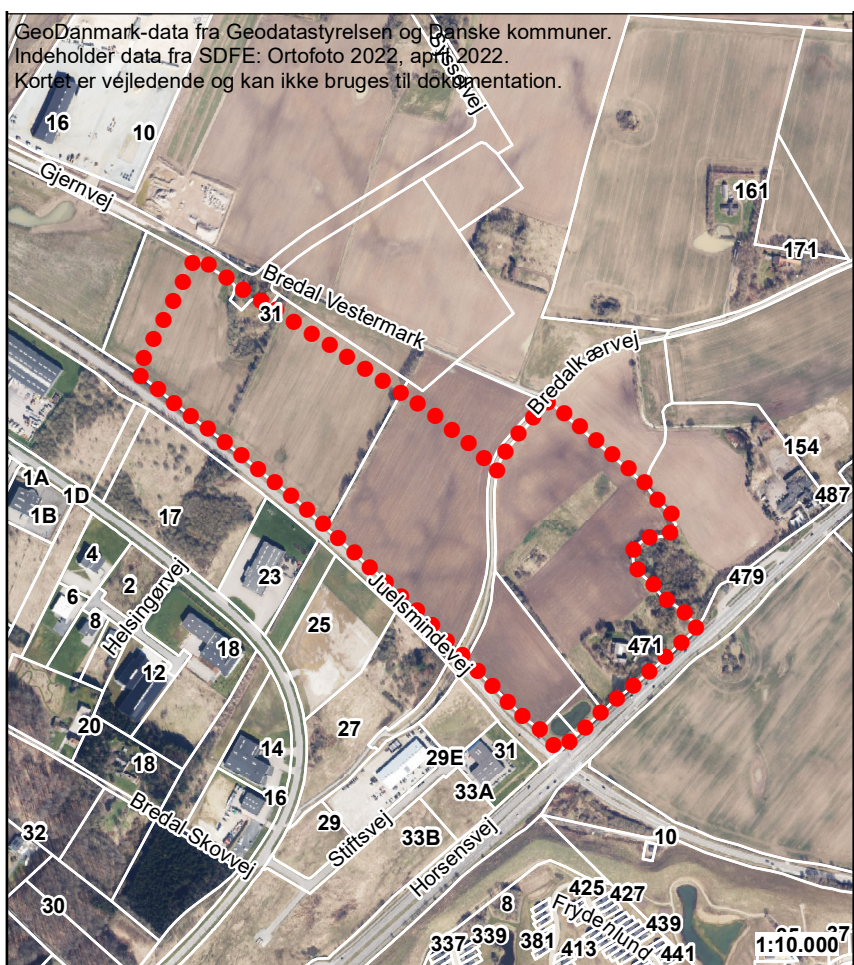 GeoDanmark-data fra Geodatastyrelsen og Danske kommuner.
Indeholder data fra SDFE: Ortofoto 2022, april 2022.
Kortet er vejledende og kan ikke bruges til dokumentation.
16
10
Gjernvej
161
171
Bredal Vestermark
31
Bredalkærvej
154
487
1A
1D
1B
17
4
2
6
8
Helsingørvej
23
Juelsmindevej
25
479
18
12
471
20
27
18
14
29E
31
16
33A
29
Stiftsvej
33B
Bredal Skovvej
Horsensvej
32
10
30
8
425
427
Frydenlund
439
337
339
381
413
441
1:10.000